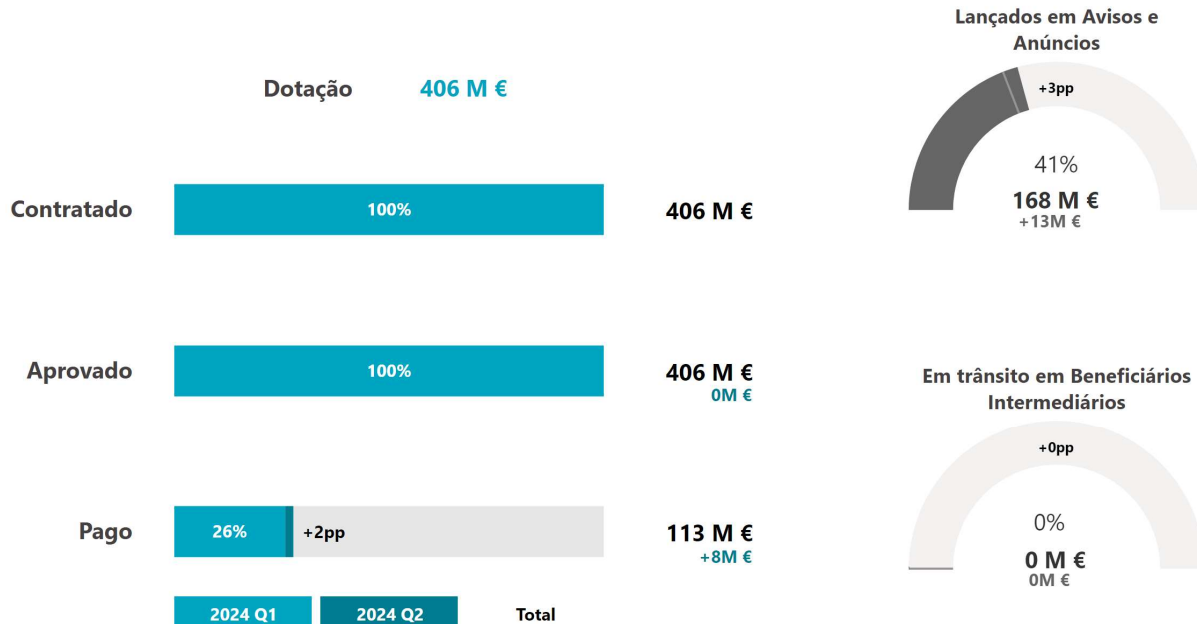 Dotação 406 M €
Contratado 100% 406 M €
Aprovado 100% 406 M €
0M €
Pago 26% +2pp 113 M €
+8M €
2024 Q1 2024 Q2 Total
Lançados em Avisos e
Anúncios
+3pp
41%
168 M €
+13M €
Em trânsito em Beneficiários
Intermediários
+0pp
0%
0 M €
0M €